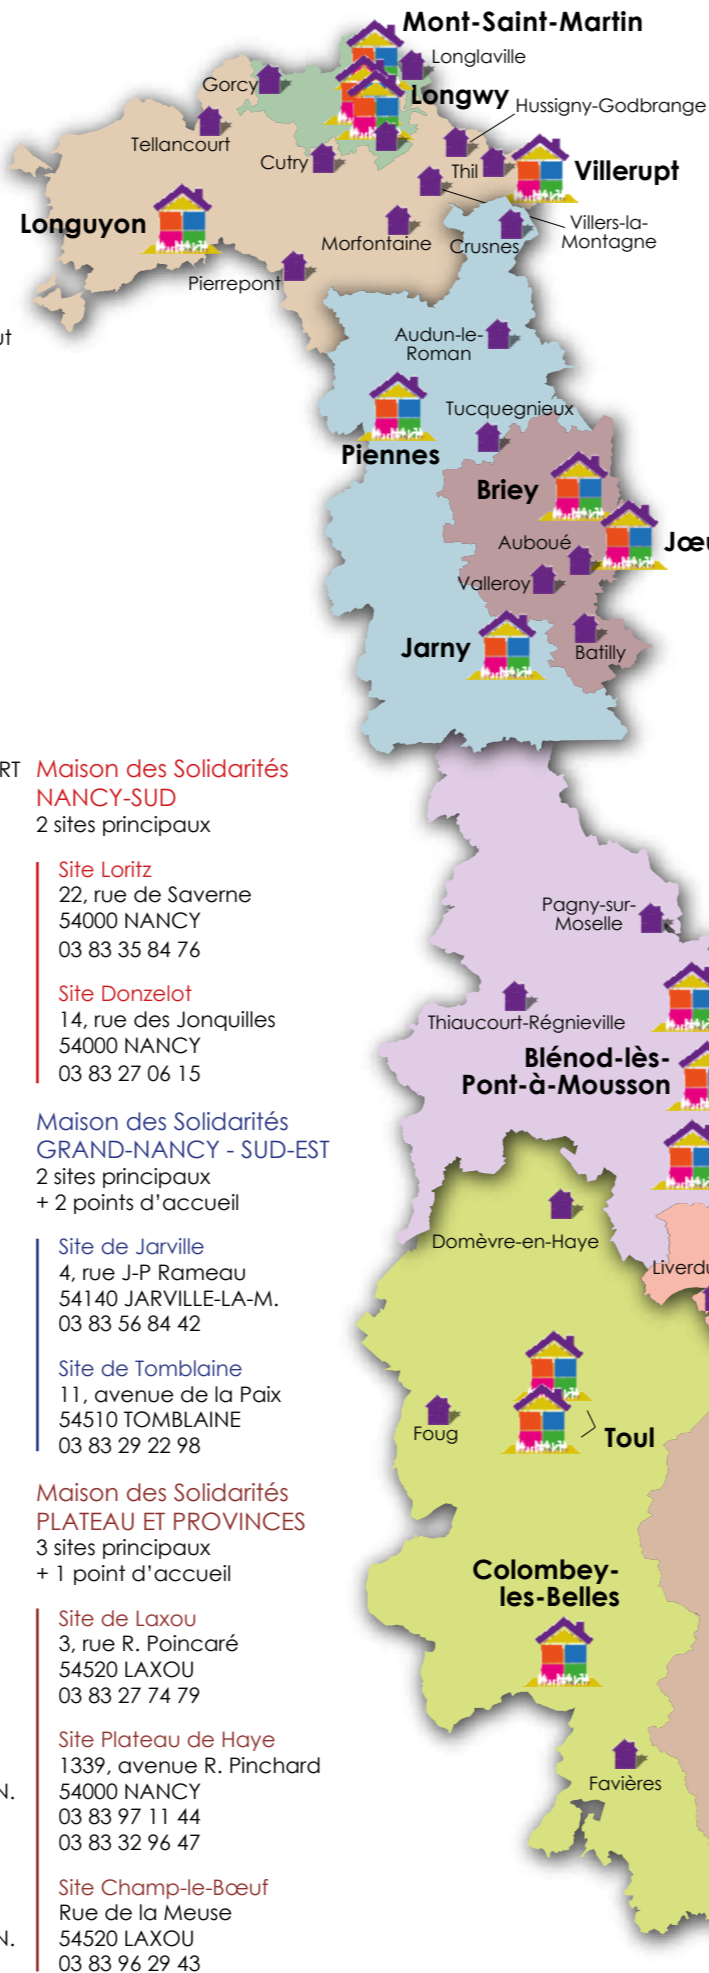 Mont-Saint-Martin
Longlaville
Gorcy
Longwy
Hussigny-Godbrange
Tellancourt
Cutry
Thil
Villerupt
Longuyon
Morfontaine
Crusnes
Villers-la-
Montagne
Pierrepont
Audun-le-
Roman
Tucquegnieux
Piennes
Briey
Auboué
Valleroy
Jarny
Batilly
Maison des Solidarités
NANCY-SUD
2 sites principaux
Site Loritz
22, rue de Saverne
54000 NANCY
03 83 35 84 76
Site Donzelot
14, rue des Jonquilles
54000 NANCY
03 83 27 06 15
Maison des Solidarités
GRAND-NANCY - SUD-EST
2 sites principaux
+ 2 points d’accueil
Site de Jarville
4, rue J-P Rameau
54140 JARVILLE-LA-M.
03 83 56 84 42
Site de Tomblaine
11, avenue de la Paix
54510 TOMBLAINE
03 83 29 22 98
Maison des Solidarités
PLATEAU ET PROVINCES
3 sites principaux
+ 1 point d’accueil
Site de Laxou
3, rue R. Poincaré
54520 LAXOU
03 83 27 74 79
Site Plateau de Haye
1339, avenue R. Pinchard
54000 NANCY
03 83 97 11 44
03 83 32 96 47
Site Champ-le-Bœuf
Rue de la Meuse
54520 LAXOU
03 83 96 29 43
Pagny-sur-
Moselle
Thiaucourt-Régnieville
Blénod-lès-
Pont-à-Mousson
Domèvre-en-Haye
Foug
Toul
Colombey-
les-Belles
Favières